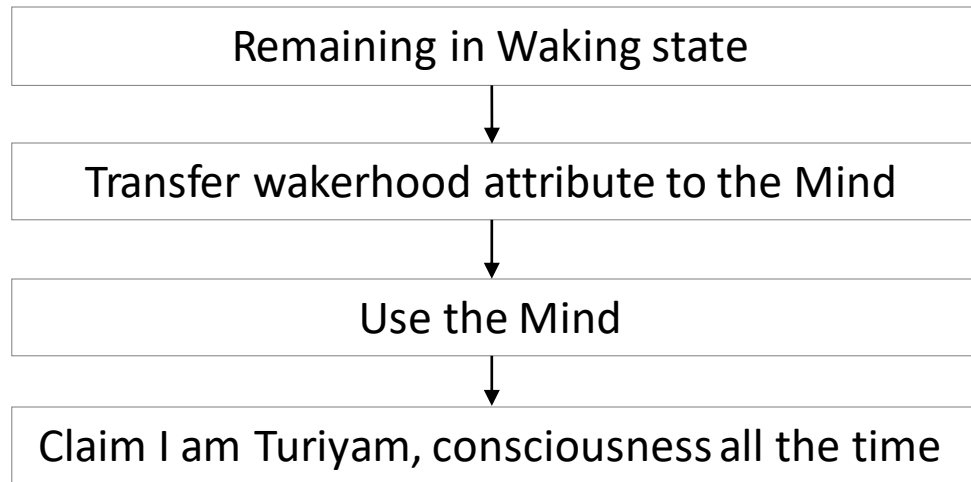 Remaining in Waking state
Transfer wakerhood attribute to the Mind
Use the Mind
Claim I am Turiyam, consciousness all the time